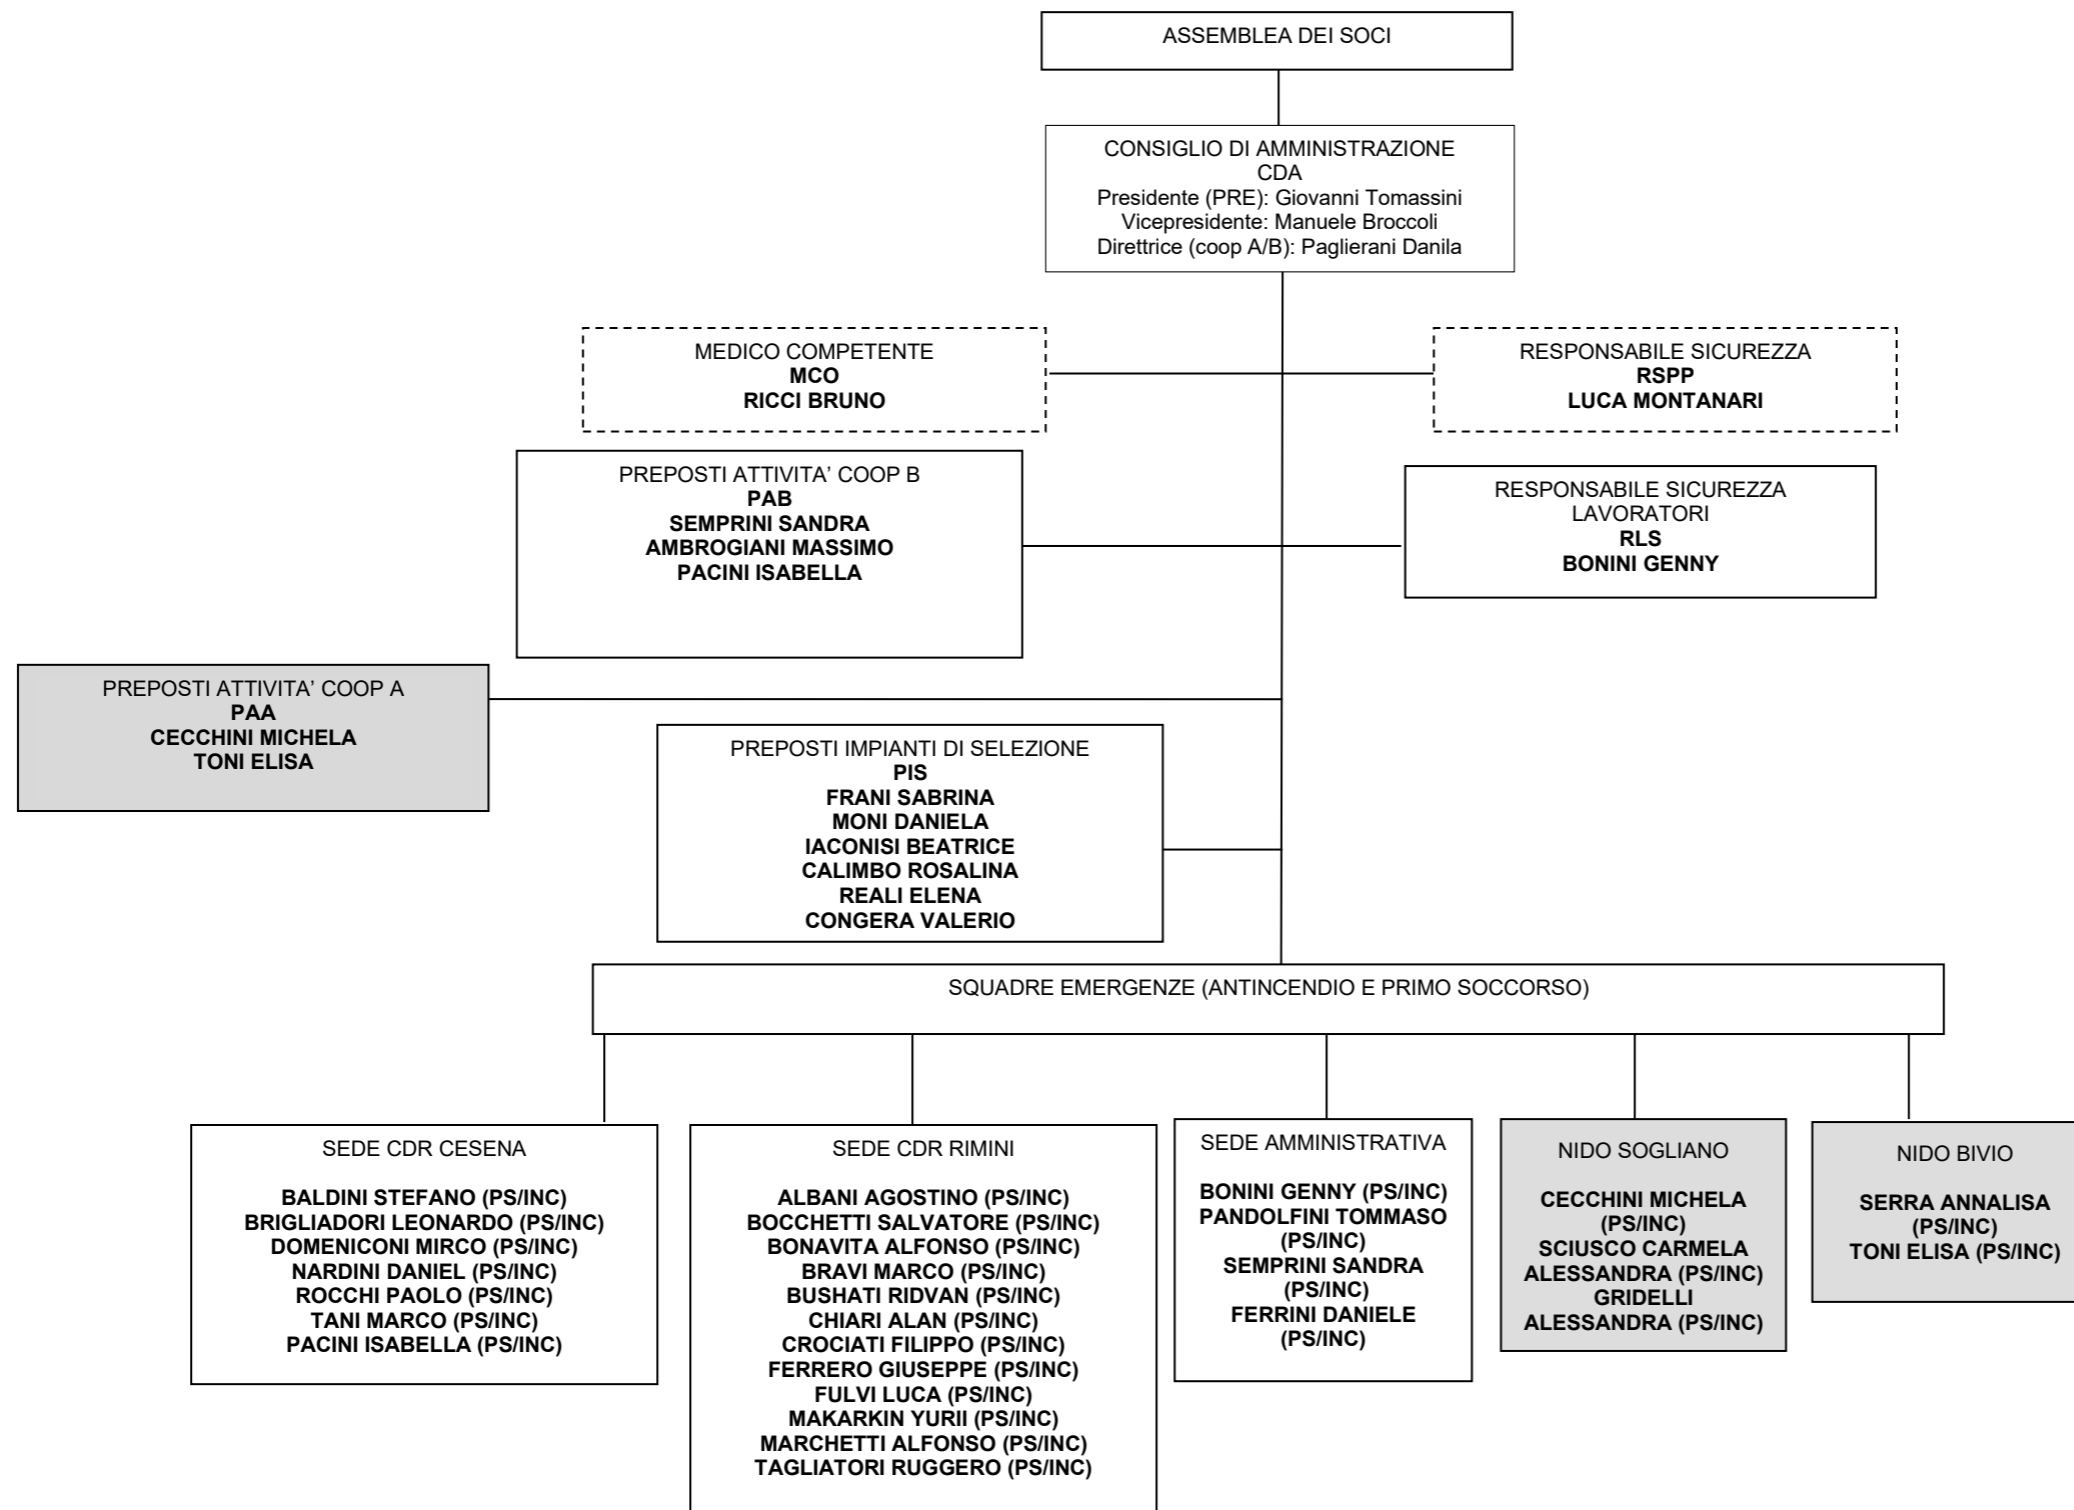 ASSEMBLEA DEI SOCI
CONSIGLIO DI AMMINISTRAZIONE
CDA
Presidente (PRE): Giovanni Tomassini
Vicepresidente: Manuele Broccoli
Direttrice (coop A/B): Paglierani Danila
MEDICO COMPETENTE
MCO
RICCI BRUNO
RESPONSABILE SICUREZZA
RSPP
LUCA MONTANARI
PREPOSTI ATTIVITA’ COOP B
PAB
SEMPRINI SANDRA
AMBROGIANI MASSIMO
PACINI ISABELLA
RESPONSABILE SICUREZZA
LAVORATORI
RLS
BONINI GENNY
PREPOSTI ATTIVITA’ COOP A
PAA
CECCHINI MICHELA
TONI ELISA
PREPOSTI IMPIANTI DI SELEZIONE
PIS
FRANI SABRINA
MONI DANIELA
IACONISI BEATRICE
CALIMBO ROSALINA
REALI ELENA
CONGERA VALERIO
SQUADRE EMERGENZE (ANTINCENDIO E PRIMO SOCCORSO)
SEDE CDR CESENA
BALDINI STEFANO (PS/INC)
BRIGLIADORI LEONARDO (PS/INC)
DOMENICONI MIRCO (PS/INC)
NARDINI DANIEL (PS/INC)
ROCCHI PAOLO (PS/INC)
TANI MARCO (PS/INC)
PACINI ISABELLA (PS/INC)
SEDE CDR RIMINI
ALBANI AGOSTINO (PS/INC)
BOCCHETTI SALVATORE (PS/INC)
BONAVITA ALFONSO (PS/INC)
BRAVI MARCO (PS/INC)
BUSHATI RIDVAN (PS/INC)
CHIARI ALAN (PS/INC)
CROCIATI FILIPPO (PS/INC)
FERRERO GIUSEPPE (PS/INC)
FULVI LUCA (PS/INC)
MAKARKIN YURII (PS/INC)
MARCHETTI ALFONSO (PS/INC)
TAGLIATORI RUGGERO (PS/INC)
SEDE AMMINISTRATIVA
BONINI GENNY (PS/INC)
PANDOLFINI TOMMASO
(PS/INC)
SEMPRINI SANDRA
(PS/INC)
FERRINI DANIELE
(PS/INC)
NIDO SOGLIANO
CECCHINI MICHELA
(PS/INC)
SCIUSCO CARMELA
ALESSANDRA (PS/INC)
GRIDELLI
ALESSANDRA (PS/INC)
NIDO BIVIO
SERRA ANNALISA
(PS/INC)
TONI ELISA (PS/INC)